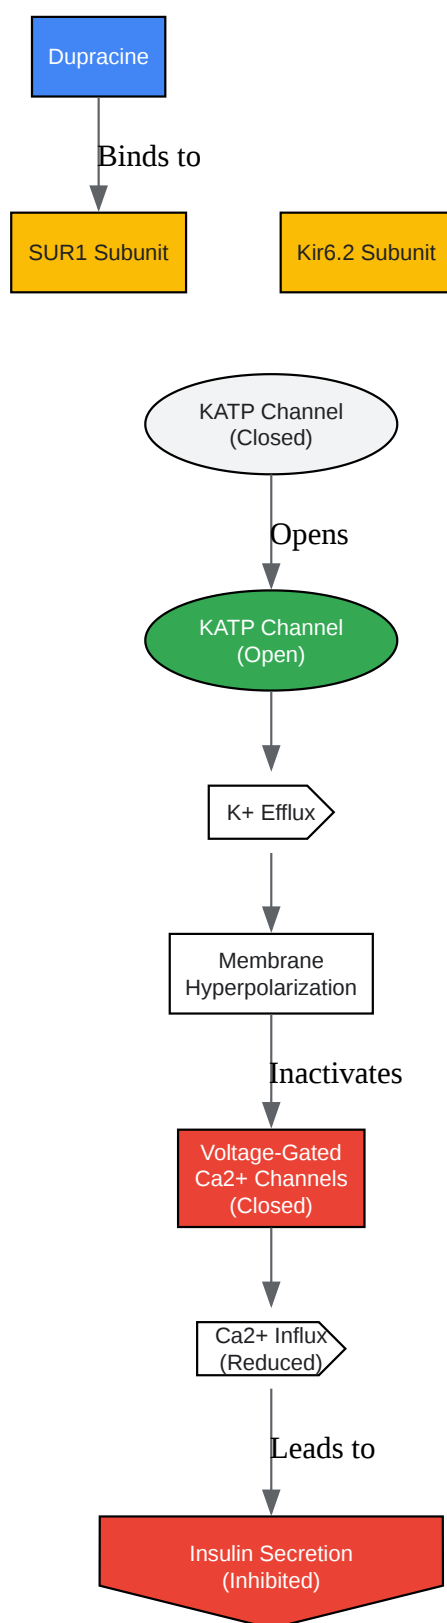 Dupracine
Binds to
SUR1 Subunit
Kir6.2 Subunit
KATP Channel
(Closed)
Opens
KATP Channel
(Open)
K+ Efflux
Membrane
Hyperpolarization
Inactivates
Voltage-Gated
Ca2+ Channels
(Closed)
Ca2+ Influx
(Reduced)
Leads to
Insulin Secretion
(Inhibited)